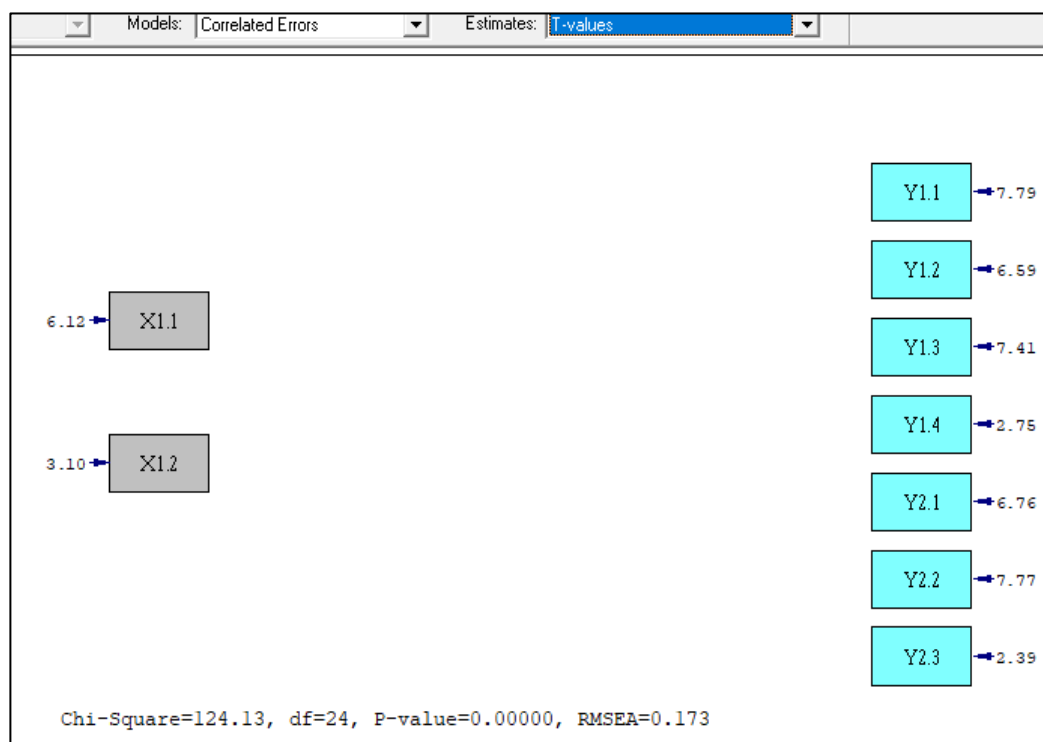 Models: Correlated Errors Estimates: T-values
Y1.1 7.79
Y1.2 6.59
6.12 X1.1
Y1.3 7.41
Y1.4 2.75
3.10 X1.2
Y2.1 6.76
Y2.2 7.77
Y2.3 2.39
Chi-Square=124.13, df=24, P-value=0.00000, RMSEA=0.173